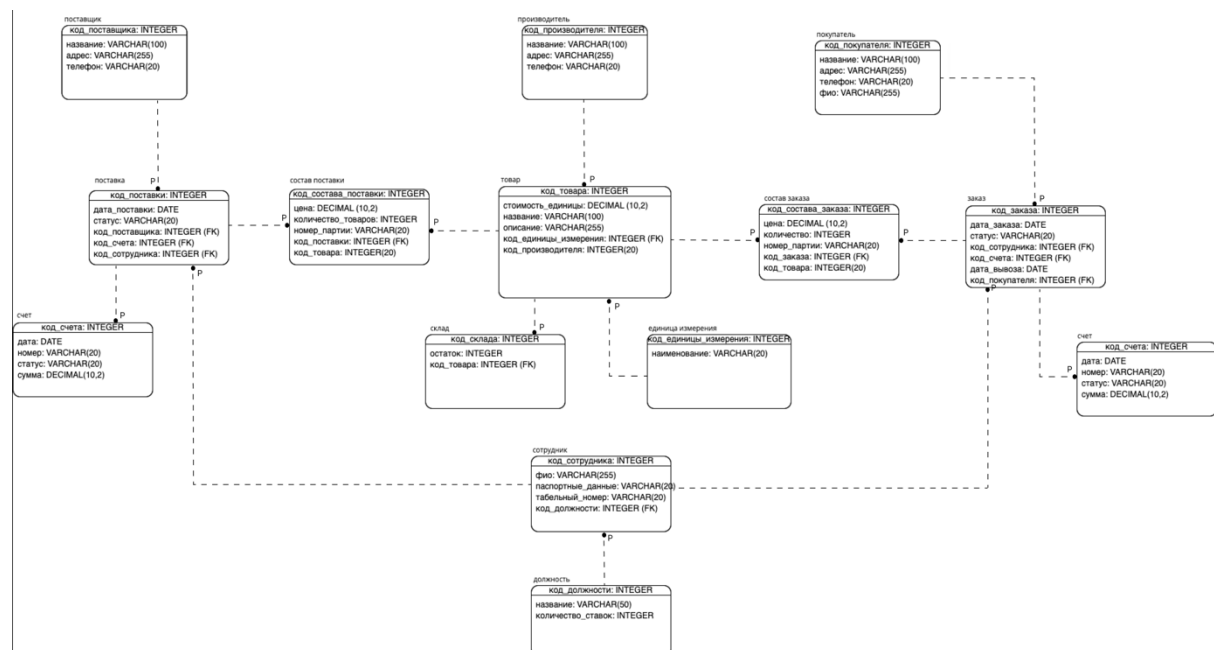 поставщик
код_поставщика: INTEGER
название: VARCHAR(100)
адрес: VARCHAR(255)
телефон: VARCHAR(20)
производитель
код_производителя: INTEGER
название: VARCHAR(100)
адрес: VARCHAR(255)
телефон: VARCHAR(20)
покупатель
код_покупателя: INTEGER
название: VARCHAR(100)
адрес: VARCHAR(255)
телефон: VARCHAR(20)
фио: VARCHAR(255)
P
P
P
поставка
код_поставки: INTEGER
дата_поставки: DATE
статус: VARCHAR(20)
код_поставщика: INTEGER (FK)
код_счета: INTEGER (FK)
код_сотрудника: INTEGER (FK)
P
P
состав поставки
код_состава_поставки: INTEGER
цена: DECIMAL (10,2)
количество_товаров: INTEGER
номер_партии: VARCHAR(20)
код_поставки: INTEGER (FK)
код_товара: INTEGER(20)
P
товар
код_товара: INTEGER
стоимость_единицы: DECIMAL (10,2)
название: VARCHAR(100)
описание: VARCHAR(255)
код_единицы_измерения: INTEGER (FK)
код_производителя: INTEGER(20)
P
состав заказа
код_состава_заказа: INTEGER
цена: DECIMAL (10,2)
количество: INTEGER
номер_партии: VARCHAR(20)
код_заказа: INTEGER (FK)
код_товара: INTEGER(20)
P
заказ
код_заказа: INTEGER
дата_заказа: DATE
статус: VARCHAR(20)
код_сотрудника: INTEGER (FK)
код_счета: INTEGER (FK)
дата_вывоза: DATE
код_покупателя: INTEGER (FK)
P
P
счет
код_счета: INTEGER
дата: DATE
номер: VARCHAR(20)
статус: VARCHAR(20)
сумма: DECIMAL(10,2)
P
склад
код_склада: INTEGER
остаток: INTEGER
код_товара: INTEGER (FK)
P
единица измерения
код_единицы_измерения: INTEGER
наименование: VARCHAR(20)
счет
код_счета: INTEGER
дата: DATE
номер: VARCHAR(20)
статус: VARCHAR(20)
сумма: DECIMAL(10,2)
P
сотрудник
код_сотрудника: INTEGER
фио: VARCHAR(255)
паспортные_данные: VARCHAR(20)
табельный_номер: VARCHAR(20)
код_должности: INTEGER (FK)
P
должность
код_должности: INTEGER
название: VARCHAR(50)
количество_ставок: INTEGER